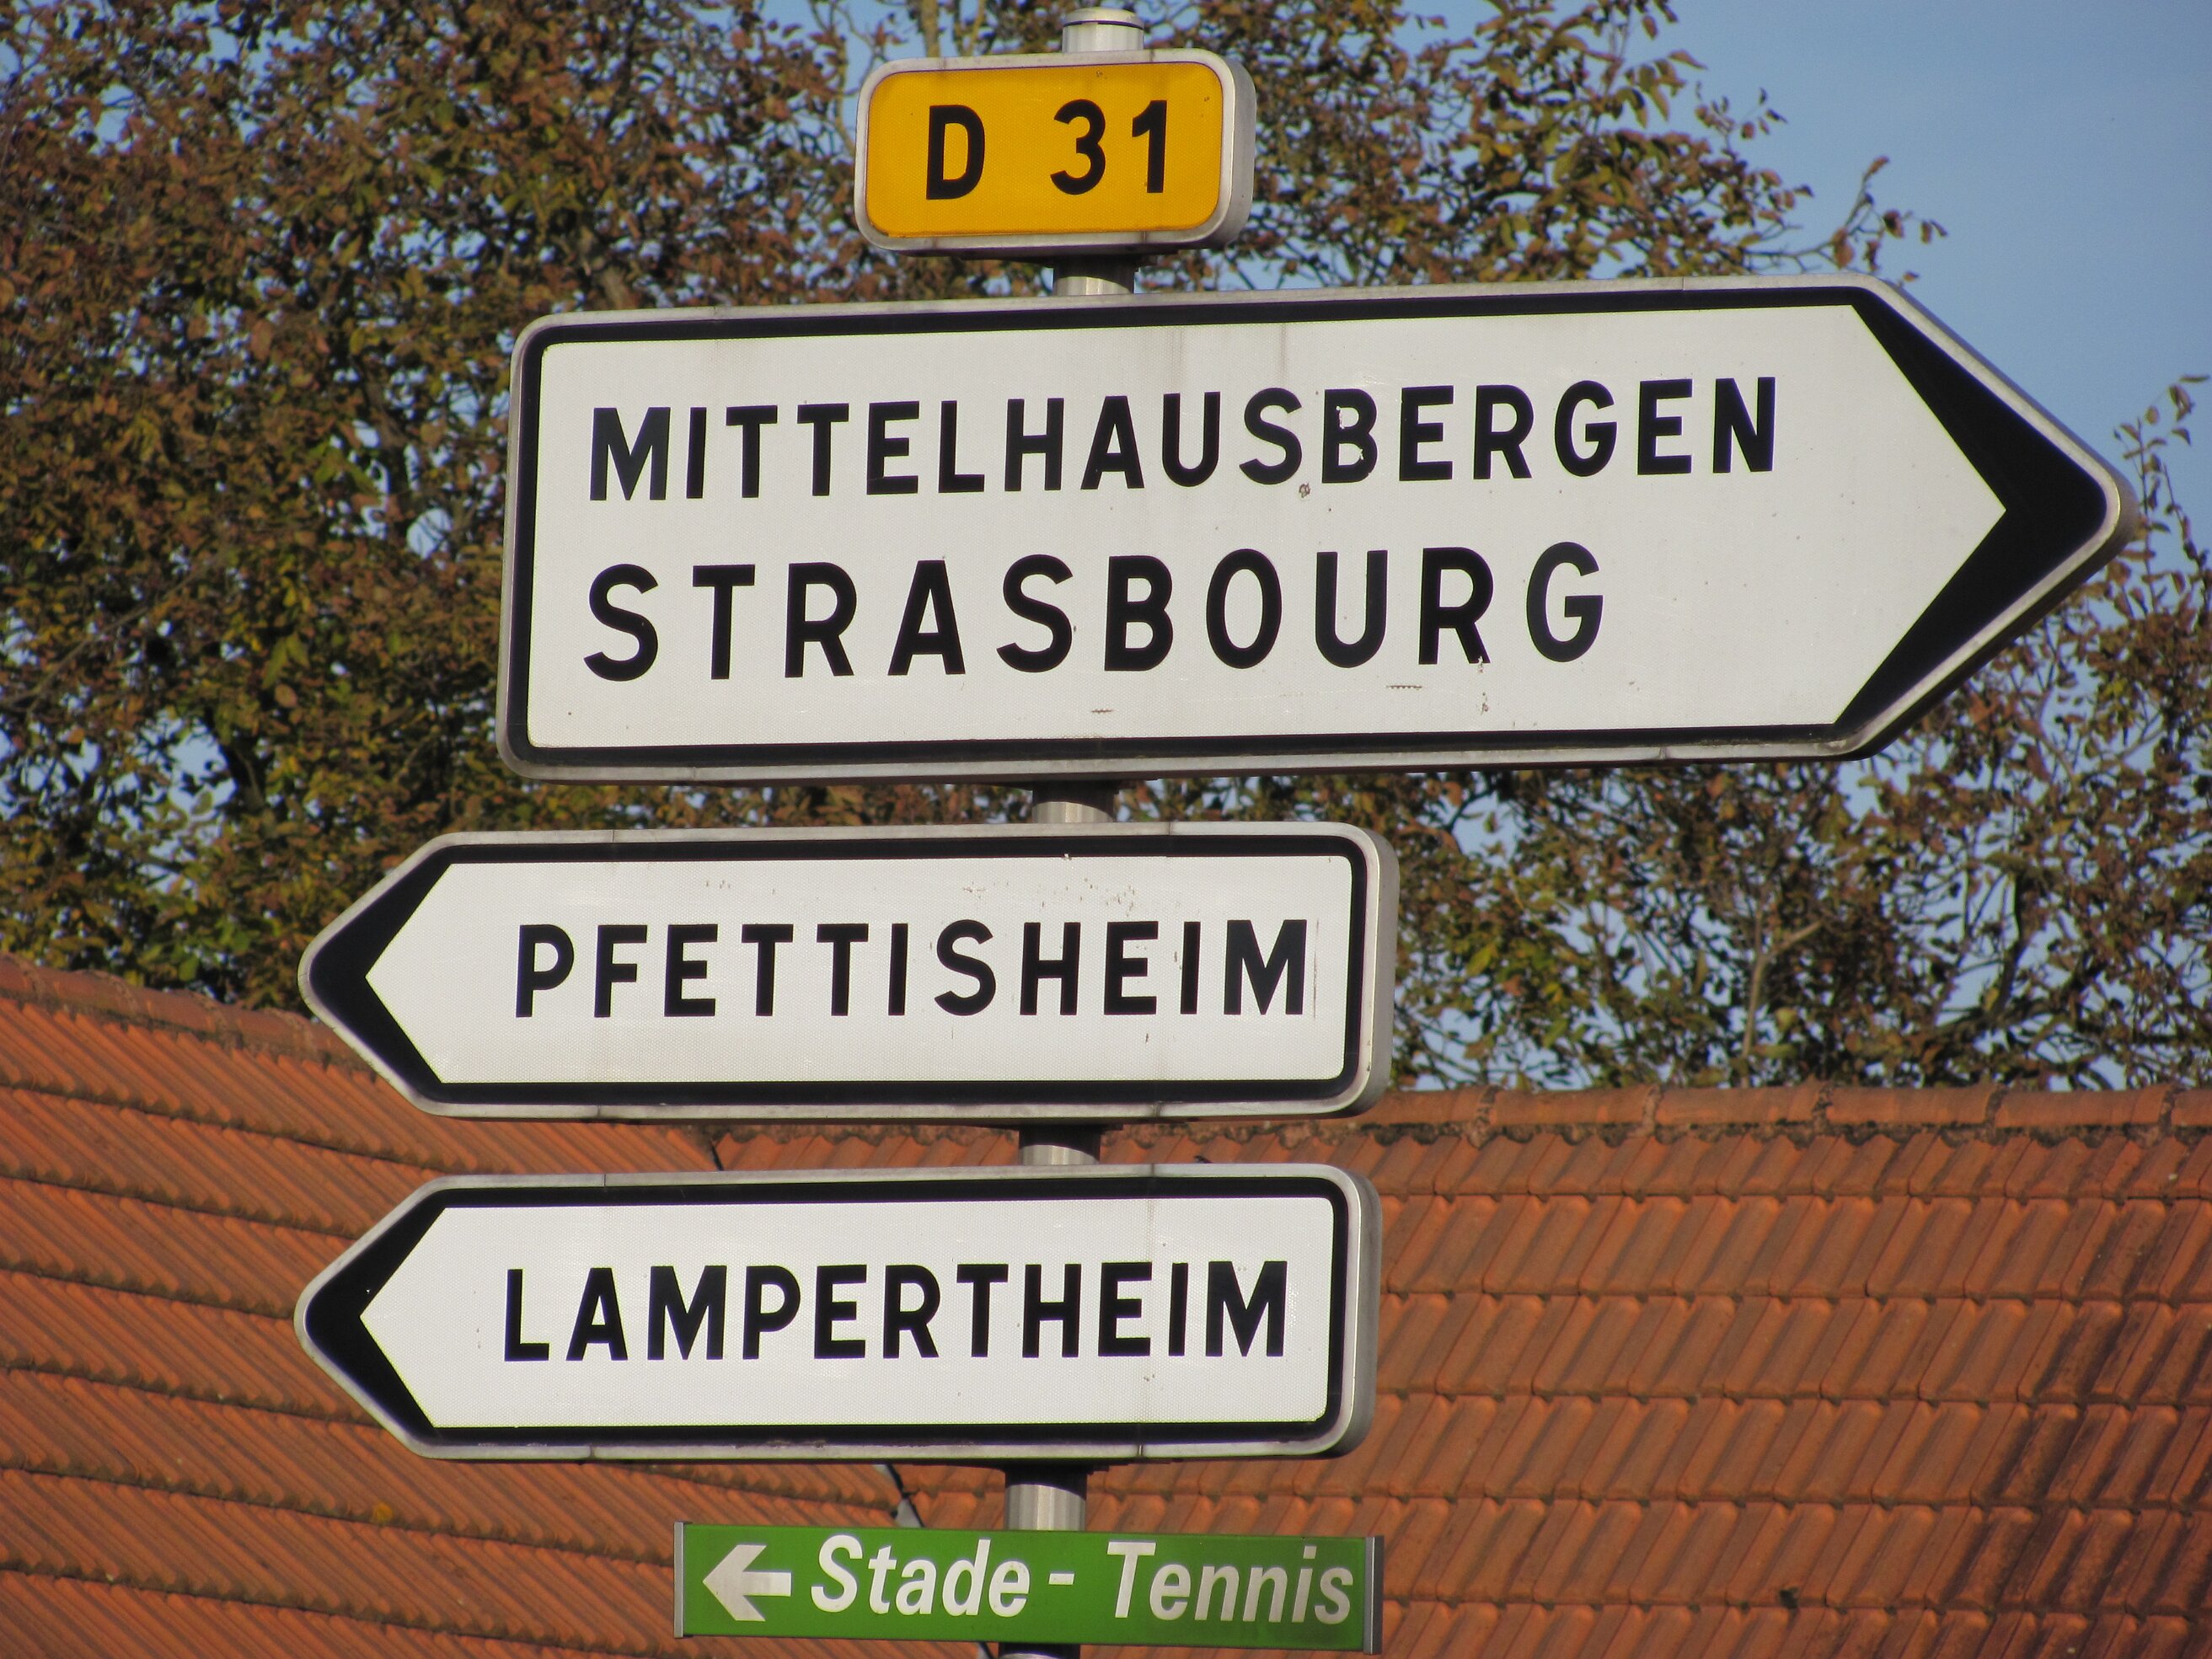 D 31
MITTELHAUSBERGEN
STRASBOURG
PFETTISHEIM
LAMPERTHEIM
Stade - Tennis